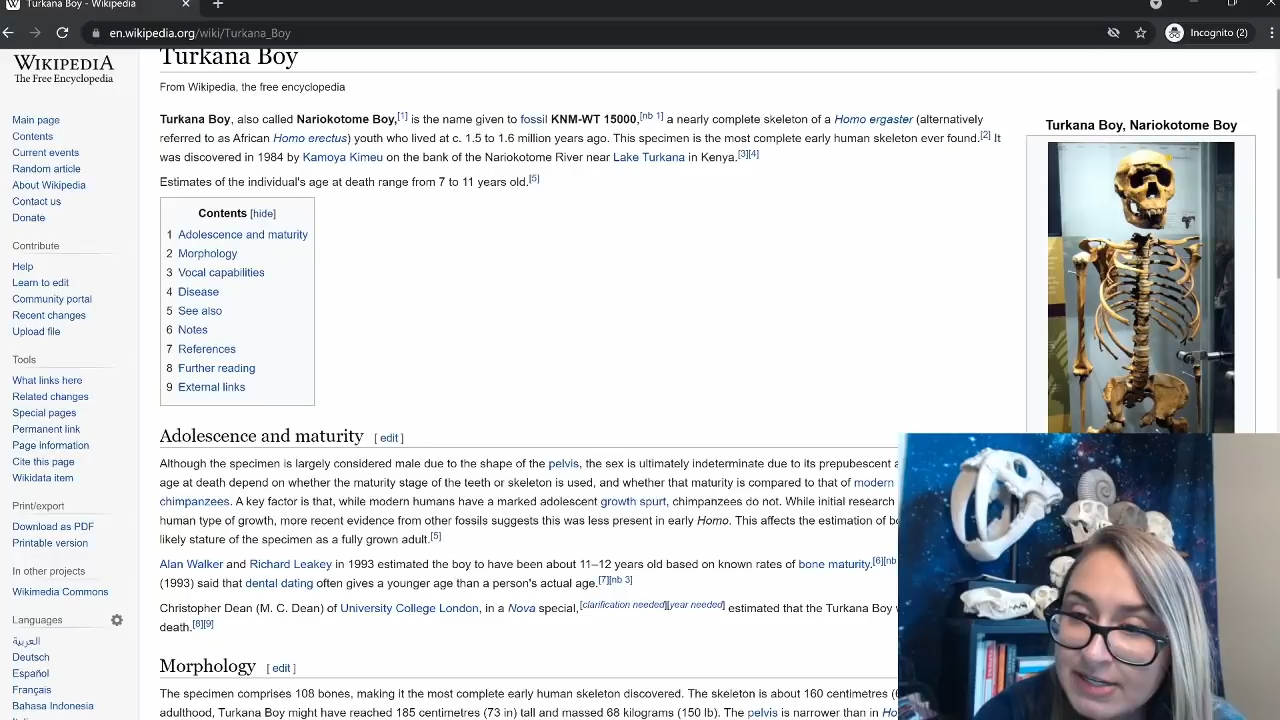 Turkana Boy - Wikipedia
en.wikipedia.org/wiki/Turkana_Boy
Incognito (2)
WIKIPEDIA
The Free Encyclopedia
Main page
Contents
Current events
Random article
About Wikipedia
Contact us
Donate
Contribute
Help
Learn to edit
Community portal
Recent changes
Upload file
Tools
What links here
Related changes
Special pages
Permanent link
Page information
Cite this page
Wikidata item
Print/export
Download as PDF
Printable version
In other projects
Wikimedia Commons
Languages
العربية
Deutsch
Español
Français
Bahasa Indonesia
Turkana Boy
From Wikipedia, the free encyclopedia
Turkana Boy, also called Nariokotome Boy,[1] is the name given to fossil KNM-WT 15000,[nb 1] a nearly complete skeleton of a Homo ergaster (alternatively
referred to as African Homo erectus) youth who lived at c. 1.5 to 1.6 million years ago. This specimen is the most complete early human skeleton ever found.[2] It
was discovered in 1984 by Kamoya Kimeu on the bank of the Nariokotome River near Lake Turkana in Kenya.[3][4]
Estimates of the individual's age at death range from 7 to 11 years old.[5]
Contents [hide]
1 Adolescence and maturity
2 Morphology
3 Vocal capabilities
4 Disease
5 See also
6 Notes
7 References
8 Further reading
9 External links
Turkana Boy, Nariokotome Boy
Adolescence and maturity [ edit ]
Although the specimen is largely considered male due to the shape of the pelvis, the sex is ultimately indeterminate due to its prepubescent a
age at death depend on whether the maturity stage of the teeth or skeleton is used, and whether that maturity is compared to that of modern
chimpanzees. A key factor is that, while modern humans have a marked adolescent growth spurt, chimpanzees do not. While initial research
human type of growth, more recent evidence from other fossils suggests this was less present in early Homo. This affects the estimation of b
likely stature of the specimen as a fully grown adult.[5]
Alan Walker and Richard Leakey in 1993 estimated the boy to have been about 11–12 years old based on known rates of bone maturity.[6][nb
(1993) said that dental dating often gives a younger age than a person's actual age.[7][nb 3]
Christopher Dean (M. C. Dean) of University College London, in a Nova special,[clarification needed][year needed] estimated that the Turkana Boy
death.[8][9]
Morphology [ edit ]
The specimen comprises 108 bones, making it the most complete early human skeleton discovered. The skeleton is about 160 centimetres (
adulthood, Turkana Boy might have reached 185 centimetres (73 in) tall and massed 68 kilograms (150 lb). The pelvis is narrower than in Ho